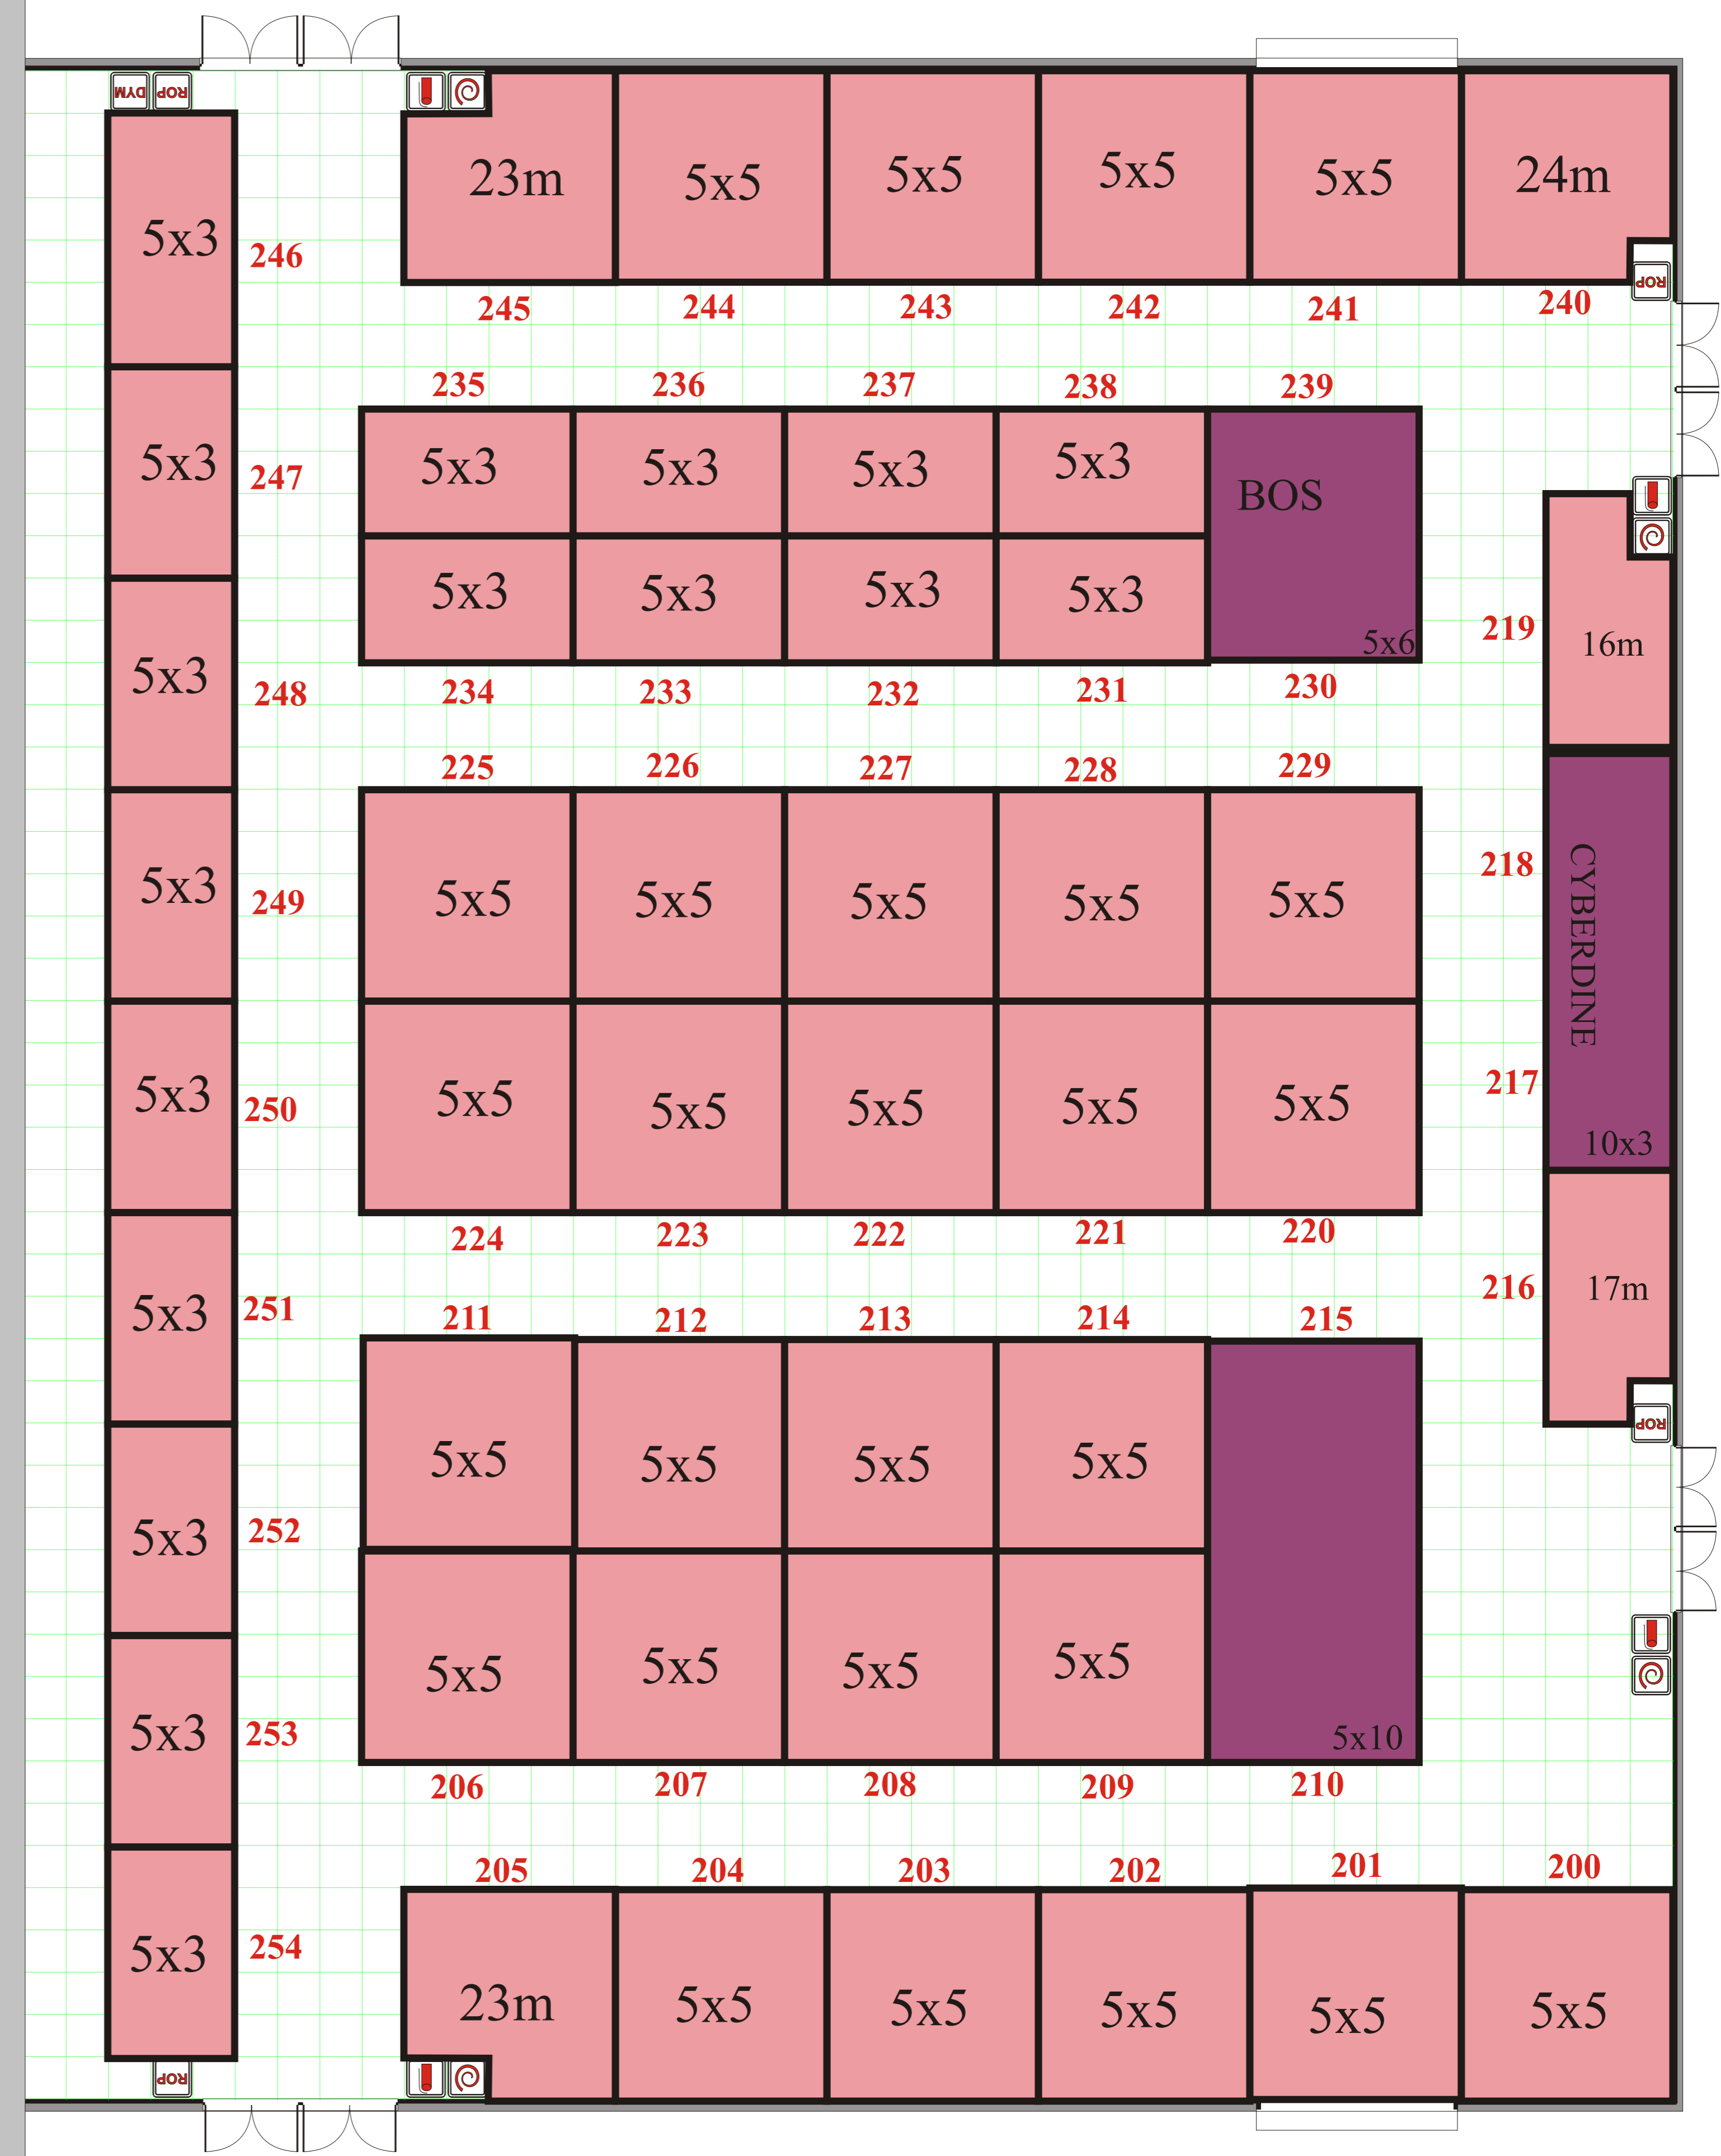 DYM ROP
23m 5x5 5x5 5x5 5x5 24m
5x3 246
ROP
245 244 243 242 241 240
235 236 237 238 239
5x3 247
5x3 5x3 5x3 5x3 BOS
5x3 5x3 5x3 5x3
5x6
219 16m
5x3 248
234 233 232 231 230
225 226 227 228 229
218 CYBERDINE
5x3 249
5x5 5x5 5x5 5x5 5x5
5x3 250
5x5 5x5 5x5 5x5 5x5
217
10x3
224 223 222 221 220
216 17m
5x3 251
211 212 213 214 215
ROP
5x5 5x5 5x5 5x5
5x3 252
5x5 5x5 5x5 5x5
5x3 253
5x10
206 207 208 209 210
205 204 203 202 201 200
5x3 254
23m 5x5 5x5 5x5 5x5 5x5
ROP